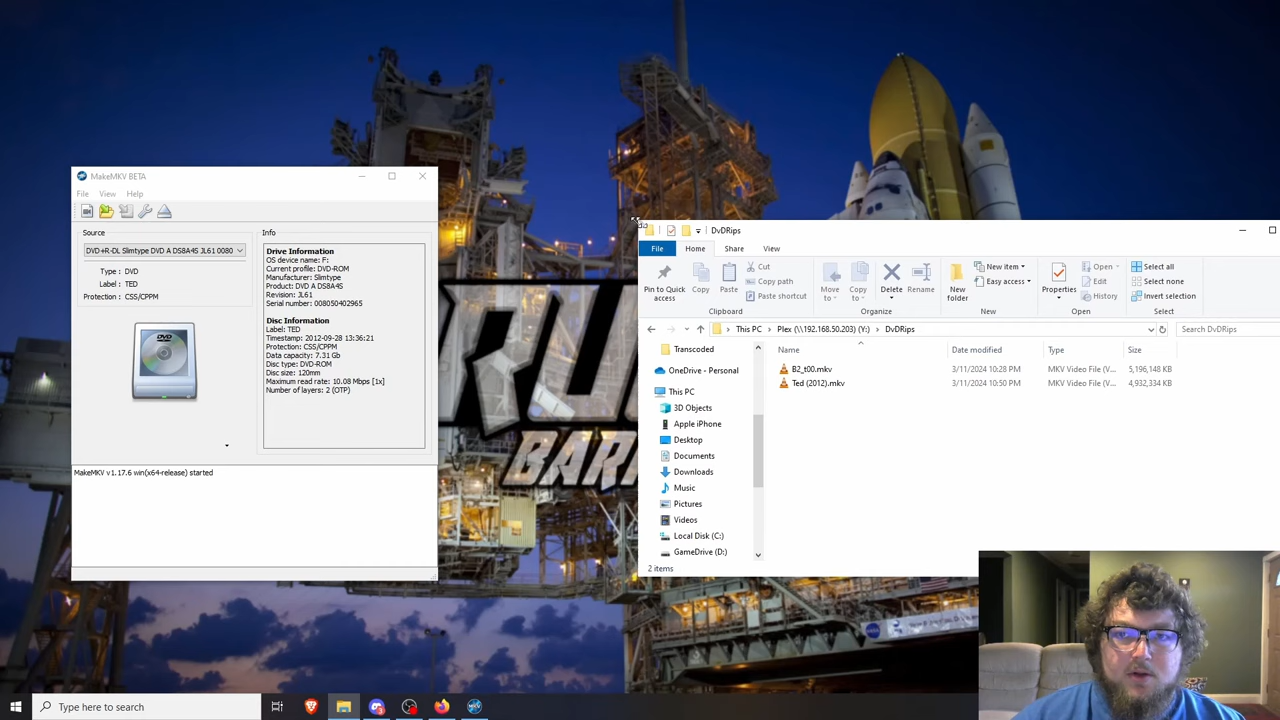 MakeMKV BETA
File View Help
Source
DVD+R-DL Slimtype DVD A DS8A4S JL61 0080
Type : DVD
Label : TED
Protection : CSS/CPPM
DVD
Info
Drive Information
OS device name: F:
Current profile: DVD-ROM
Manufacturer: Slimtype
Product: DVD A DS8A4S
Revision: JL61
Serial number: 008050402965
Disc Information
Label: TED
Timestamp: 2012-09-28 13:36:21
Protection: CSS/CPPM
Data capacity: 7.31 Gb
Disc type: DVD-ROM
Disc size: 120mm
Maximum read rate: 10.08 Mbps [1x]
Number of layers: 2 (OTP)
MakeMKV v1.17.6 win(x64-release) started
RU
BAR
DvDRips
File Home Share View
Pin to Quick access
Copy
Paste
Cut
Copy path
Paste shortcut
Clipboard
Move to
Copy to
Delete
Rename
Organize
New folder
New item
Easy access
New
Properties
Open
Edit
History
Open
Select all
Select none
Invert selection
Select
This PC Plex (\\192.168.50.203) (Y:) DvDRips
Search DvDRips
Transcoded
OneDrive - Personal
This PC
3D Objects
Apple iPhone
Desktop
Documents
Downloads
Music
Pictures
Videos
Local Disk (C:)
GameDrive (D:)
Name Date modified Type Size
B2_t00.mkv 3/11/2024 10:28 PM MKV Video File (V... 5,196,148 KB
Ted (2012).mkv 3/11/2024 10:50 PM MKV Video File (V... 4,932,334 KB
2 items
NASA
Type here to search